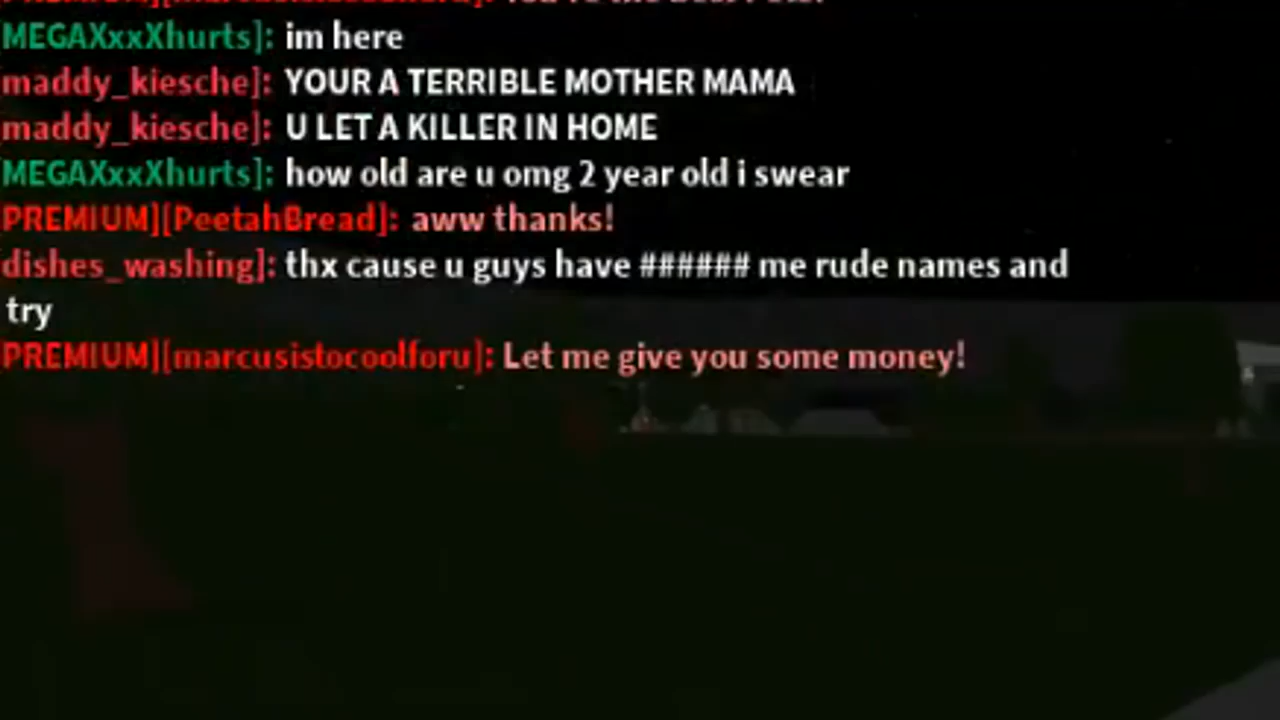 [MEGAXxxXhurts]: im here
[maddy_kiesche]: YOUR A TERRIBLE MOTHER MAMA
[maddy_kiesche]: U LET A KILLER IN HOME
[MEGAXxxXhurts]: how old are u omg 2 year old i swear
PREMIUM][PeetahBread]: aww thanks!
[dishes_washing]: thx cause u guys have ###### me rude names and
try
PREMIUM][marcusistocoolforu]: Let me give you some money!